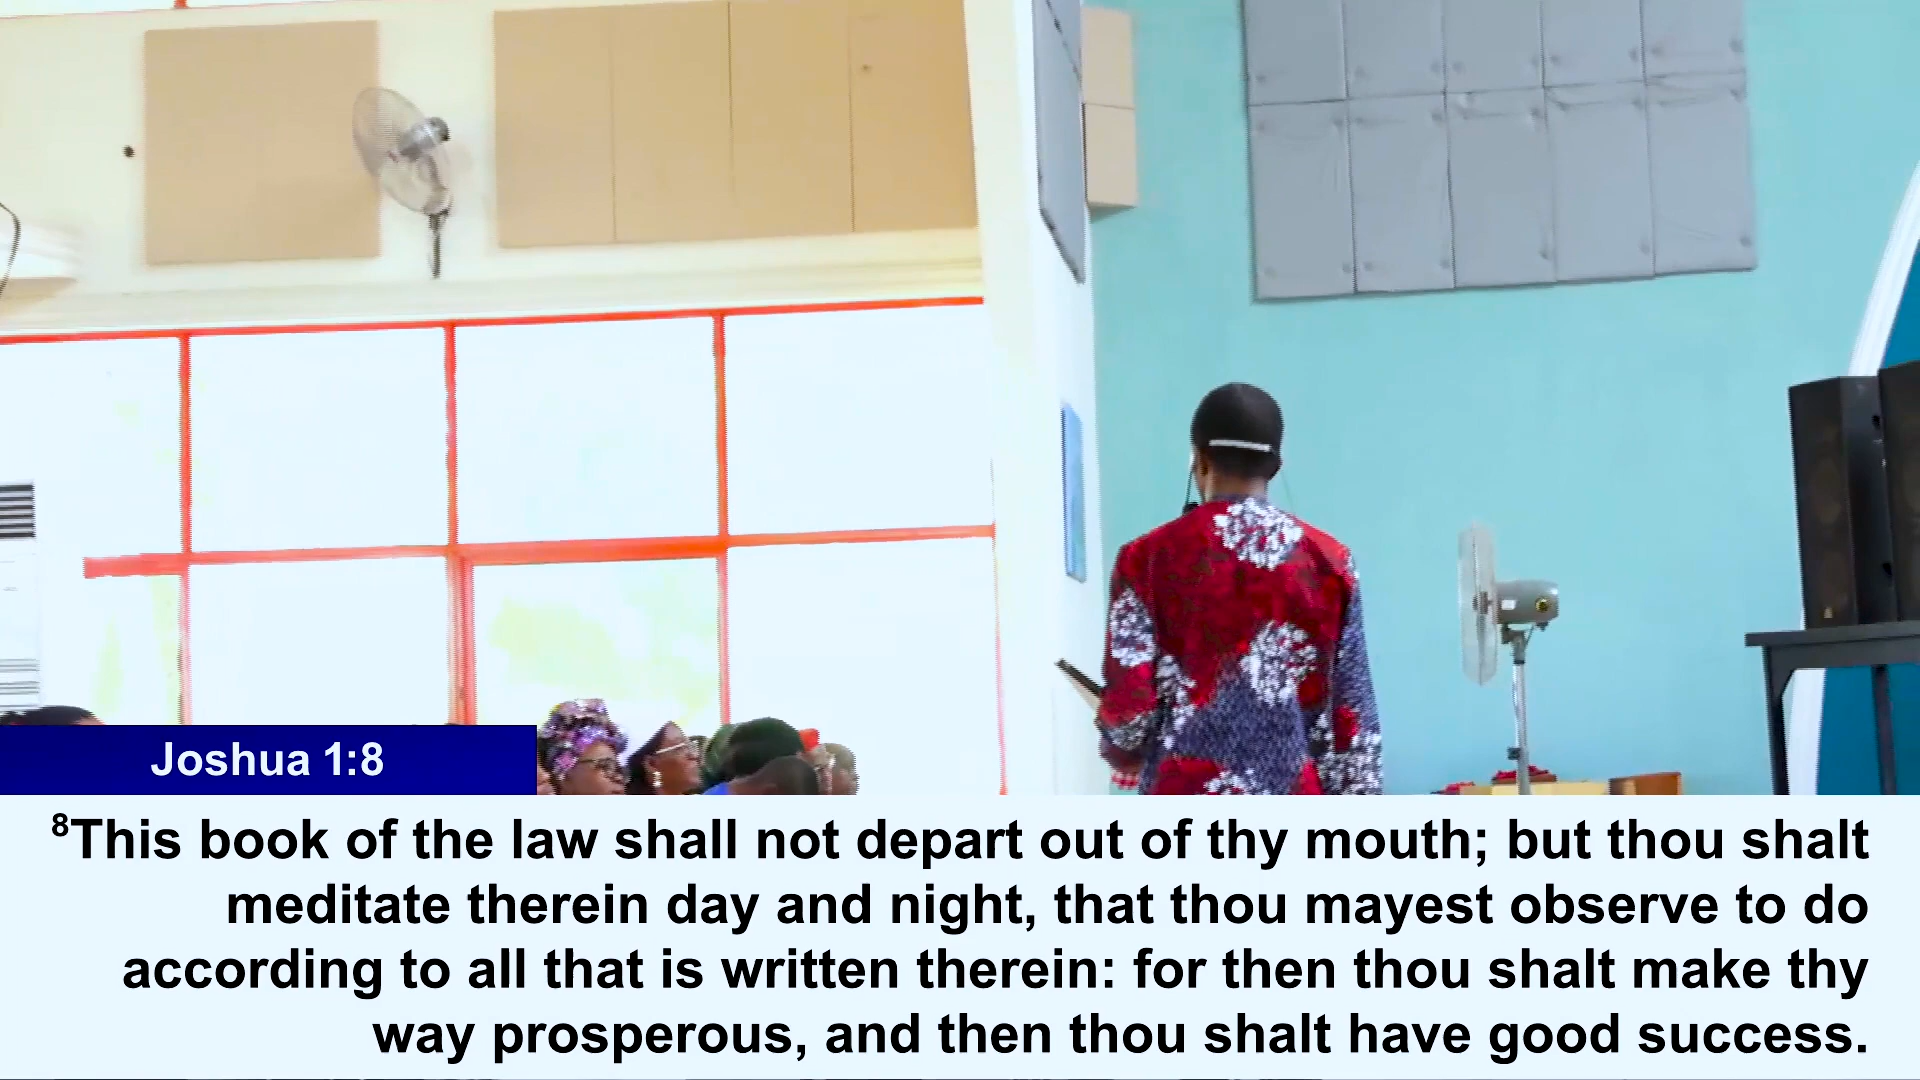 Joshua 1:8
⁸This book of the law shall not depart out of thy mouth; but thou shalt
meditate therein day and night, that thou mayest observe to do
according to all that is written therein: for then thou shalt make thy
way prosperous, and then thou shalt have good success.